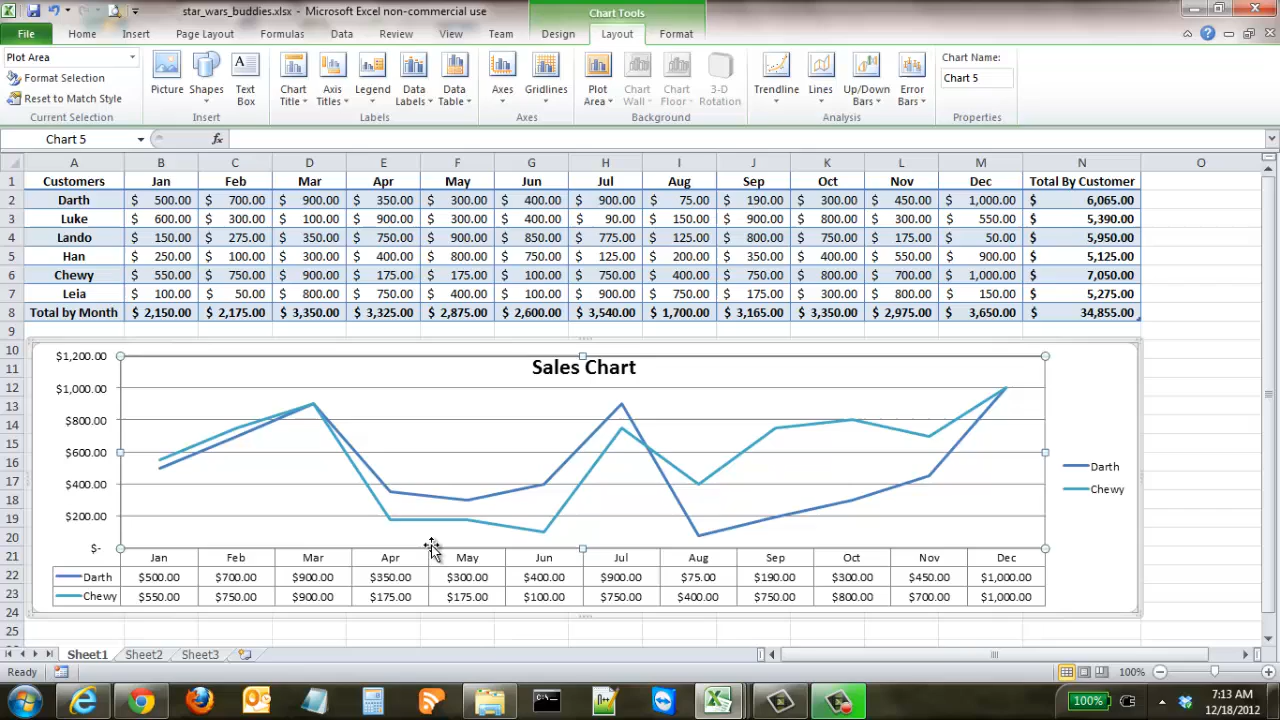 star_wars_buddies.xlsx - Microsoft Excel non-commercial use
Chart Tools
File Home Insert Page Layout Formulas Data Review View Team Design Layout Format
Plot Area
Format Selection
Reset to Match Style
Picture Shapes Text Box Chart Title Axis Titles Legend Data Labels Data Table Axes Gridlines Plot Area Chart Wall Chart Floor 3-D Rotation Trendline Lines Up/Down Bars Error Bars
Chart Name:
Chart 5
Current Selection Insert Labels Axes Background Analysis Properties
Chart 5 fx
A B C D E F G H I J K L M N O
1 Customers Jan Feb Mar Apr May Jun Jul Aug Sep Oct Nov Dec Total By Customer
2 Darth $ 500.00 $ 700.00 $ 900.00 $ 350.00 $ 300.00 $ 400.00 $ 900.00 $ 75.00 $ 190.00 $ 300.00 $ 450.00 $ 1,000.00 $ 6,065.00
3 Luke $ 600.00 $ 300.00 $ 100.00 $ 900.00 $ 300.00 $ 400.00 $ 90.00 $ 150.00 $ 900.00 $ 800.00 $ 300.00 $ 550.00 $ 5,390.00
4 Lando $ 150.00 $ 275.00 $ 350.00 $ 750.00 $ 900.00 $ 850.00 $ 775.00 $ 125.00 $ 800.00 $ 750.00 $ 175.00 $ 50.00 $ 5,950.00
5 Han $ 250.00 $ 100.00 $ 300.00 $ 400.00 $ 800.00 $ 750.00 $ 125.00 $ 200.00 $ 350.00 $ 400.00 $ 550.00 $ 900.00 $ 5,125.00
6 Chewy $ 550.00 $ 750.00 $ 900.00 $ 175.00 $ 175.00 $ 100.00 $ 750.00 $ 400.00 $ 750.00 $ 800.00 $ 700.00 $ 1,000.00 $ 7,050.00
7 Leia $ 100.00 $ 50.00 $ 800.00 $ 750.00 $ 400.00 $ 100.00 $ 900.00 $ 750.00 $ 175.00 $ 300.00 $ 800.00 $ 150.00 $ 5,275.00
8 Total by Month $ 2,150.00 $ 2,175.00 $ 3,350.00 $ 3,325.00 $ 2,875.00 $ 2,600.00 $ 3,540.00 $ 1,700.00 $ 3,165.00 $ 3,350.00 $ 2,975.00 $ 3,650.00 $ 34,855.00
9
10 $1,200.00
11 Sales Chart
12 $1,000.00
13
14 $800.00
15
16 $600.00
17 Darth
18 $400.00 Chewy
19 $200.00
20
21 $- Jan Feb Mar Apr May Jun Jul Aug Sep Oct Nov Dec
22 Darth $500.00 $700.00 $900.00 $350.00 $300.00 $400.00 $900.00 $75.00 $190.00 $300.00 $450.00 $1,000.00
23 Chewy $550.00 $750.00 $900.00 $175.00 $175.00 $100.00 $750.00 $400.00 $750.00 $800.00 $700.00 $1,000.00
24
25
Sheet1 Sheet2 Sheet3
Ready 100%
100% 7:13 AM
12/18/2012